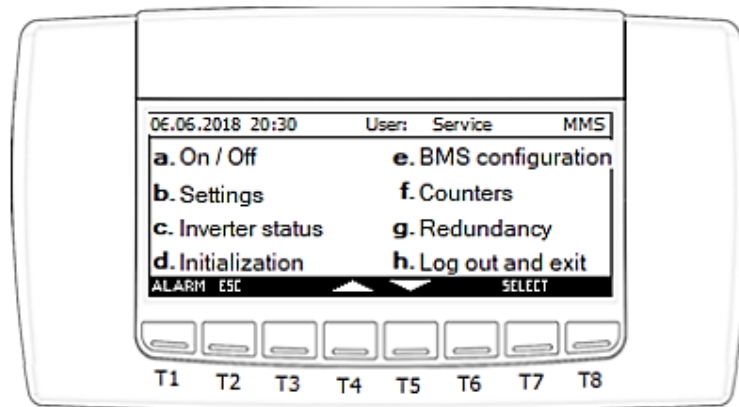 06.06.2018 20:30 User: Service MMS
a. On / Off e. BMS configuration
b. Settings f. Counters
c. Inverter status g. Redundancy
d. Initialization h. Log out and exit
ALARM ESC SELECT
T1 T2 T3 T4 T5 T6 T7 T8